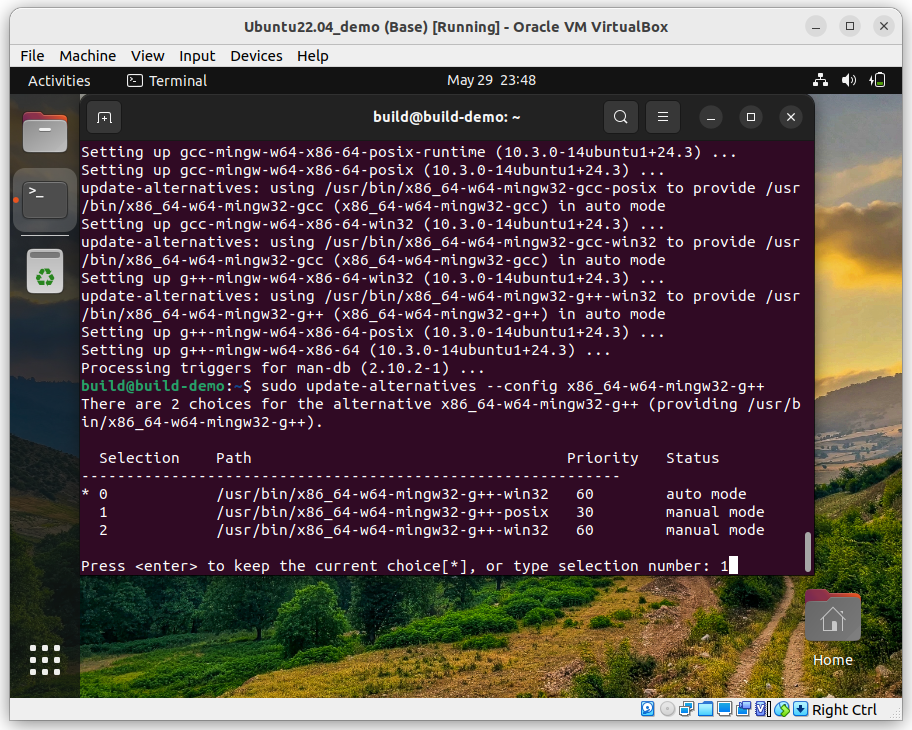 Ubuntu22.04_demo (Base) [Running] - Oracle VM VirtualBox
File Machine View Input Devices Help
Activities Terminal May 29 23:48
build@build-demo: ~
Setting up gcc-mingw-w64-x86-64-posix-runtime (10.3.0-14ubuntu1+24.3) ...
Setting up gcc-mingw-w64-x86-64-posix (10.3.0-14ubuntu1+24.3) ...
update-alternatives: using /usr/bin/x86_64-w64-mingw32-gcc-posix to provide /usr
/bin/x86_64-w64-mingw32-gcc (x86_64-w64-mingw32-gcc) in auto mode
Setting up gcc-mingw-w64-x86-64-win32 (10.3.0-14ubuntu1+24.3) ...
update-alternatives: using /usr/bin/x86_64-w64-mingw32-gcc-win32 to provide /usr
/bin/x86_64-w64-mingw32-gcc (x86_64-w64-mingw32-gcc) in auto mode
Setting up g++-mingw-w64-x86-64-win32 (10.3.0-14ubuntu1+24.3) ...
update-alternatives: using /usr/bin/x86_64-w64-mingw32-g++-win32 to provide /usr
/bin/x86_64-w64-mingw32-g++ (x86_64-w64-mingw32-g++) in auto mode
Setting up g++-mingw-w64-x86-64-posix (10.3.0-14ubuntu1+24.3) ...
Setting up g++-mingw-w64-x86-64 (10.3.0-14ubuntu1+24.3) ...
Processing triggers for man-db (2.10.2-1) ...
build@build-demo:~$ sudo update-alternatives --config x86_64-w64-mingw32-g++
There are 2 choices for the alternative x86_64-w64-mingw32-g++ (providing /usr/b
in/x86_64-w64-mingw32-g++).
Selection Path Priority Status
------------------------------------------------------------
* 0 /usr/bin/x86_64-w64-mingw32-g++-win32 60 auto mode
1 /usr/bin/x86_64-w64-mingw32-g++-posix 30 manual mode
2 /usr/bin/x86_64-w64-mingw32-g++-win32 60 manual mode
Press <enter> to keep the current choice[*], or type selection number: 1
Home
Right Ctrl